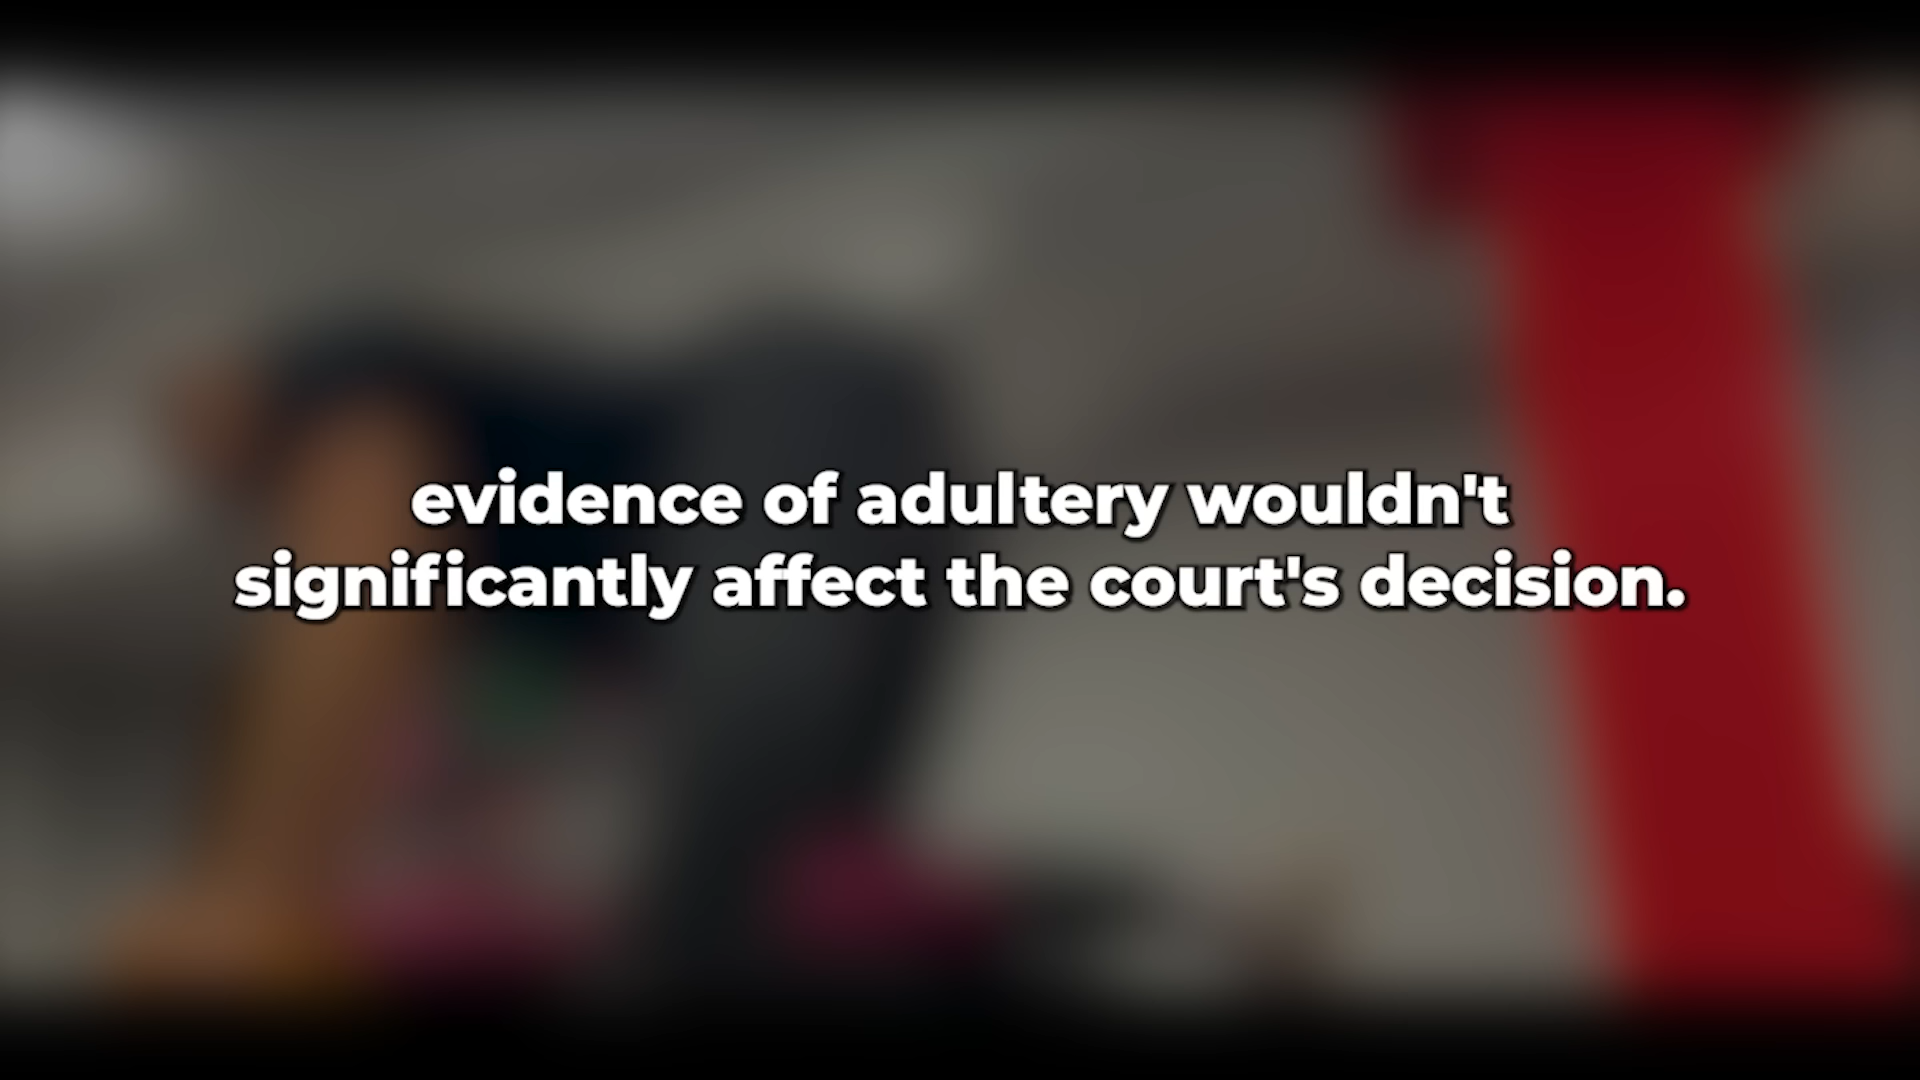 evidence of adultery wouldn't
significantly affect the court's decision.